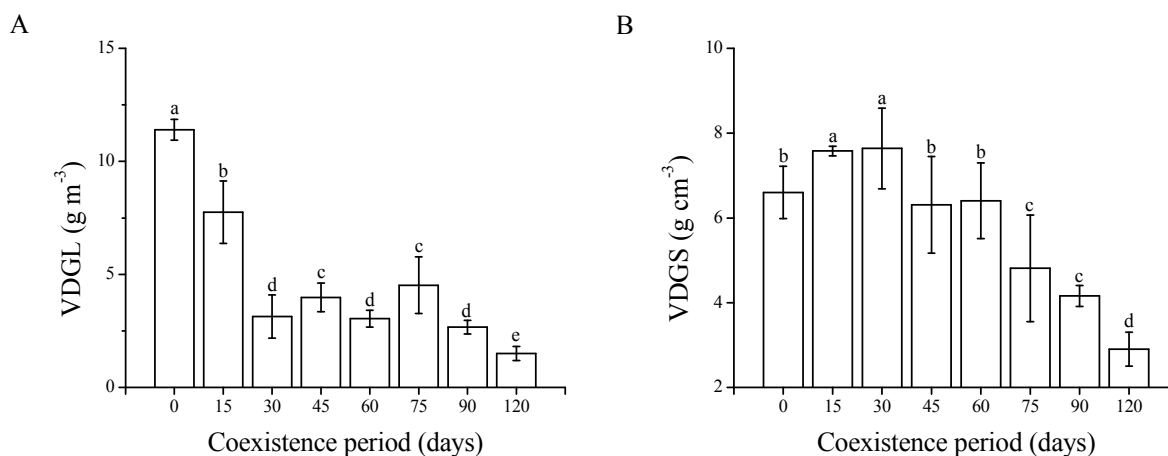 A
15
10
5
0
VDGL (g m-3)
a
b
d
c
d
c
d
e
0 15 30 45 60 75 90 120
Coexistence period (days)
B
10
8
6
4
2
VDGS (g cm-3)
b
a
a
b
b
c
c
d
0 15 30 45 60 75 90 120
Coexistence period (days)